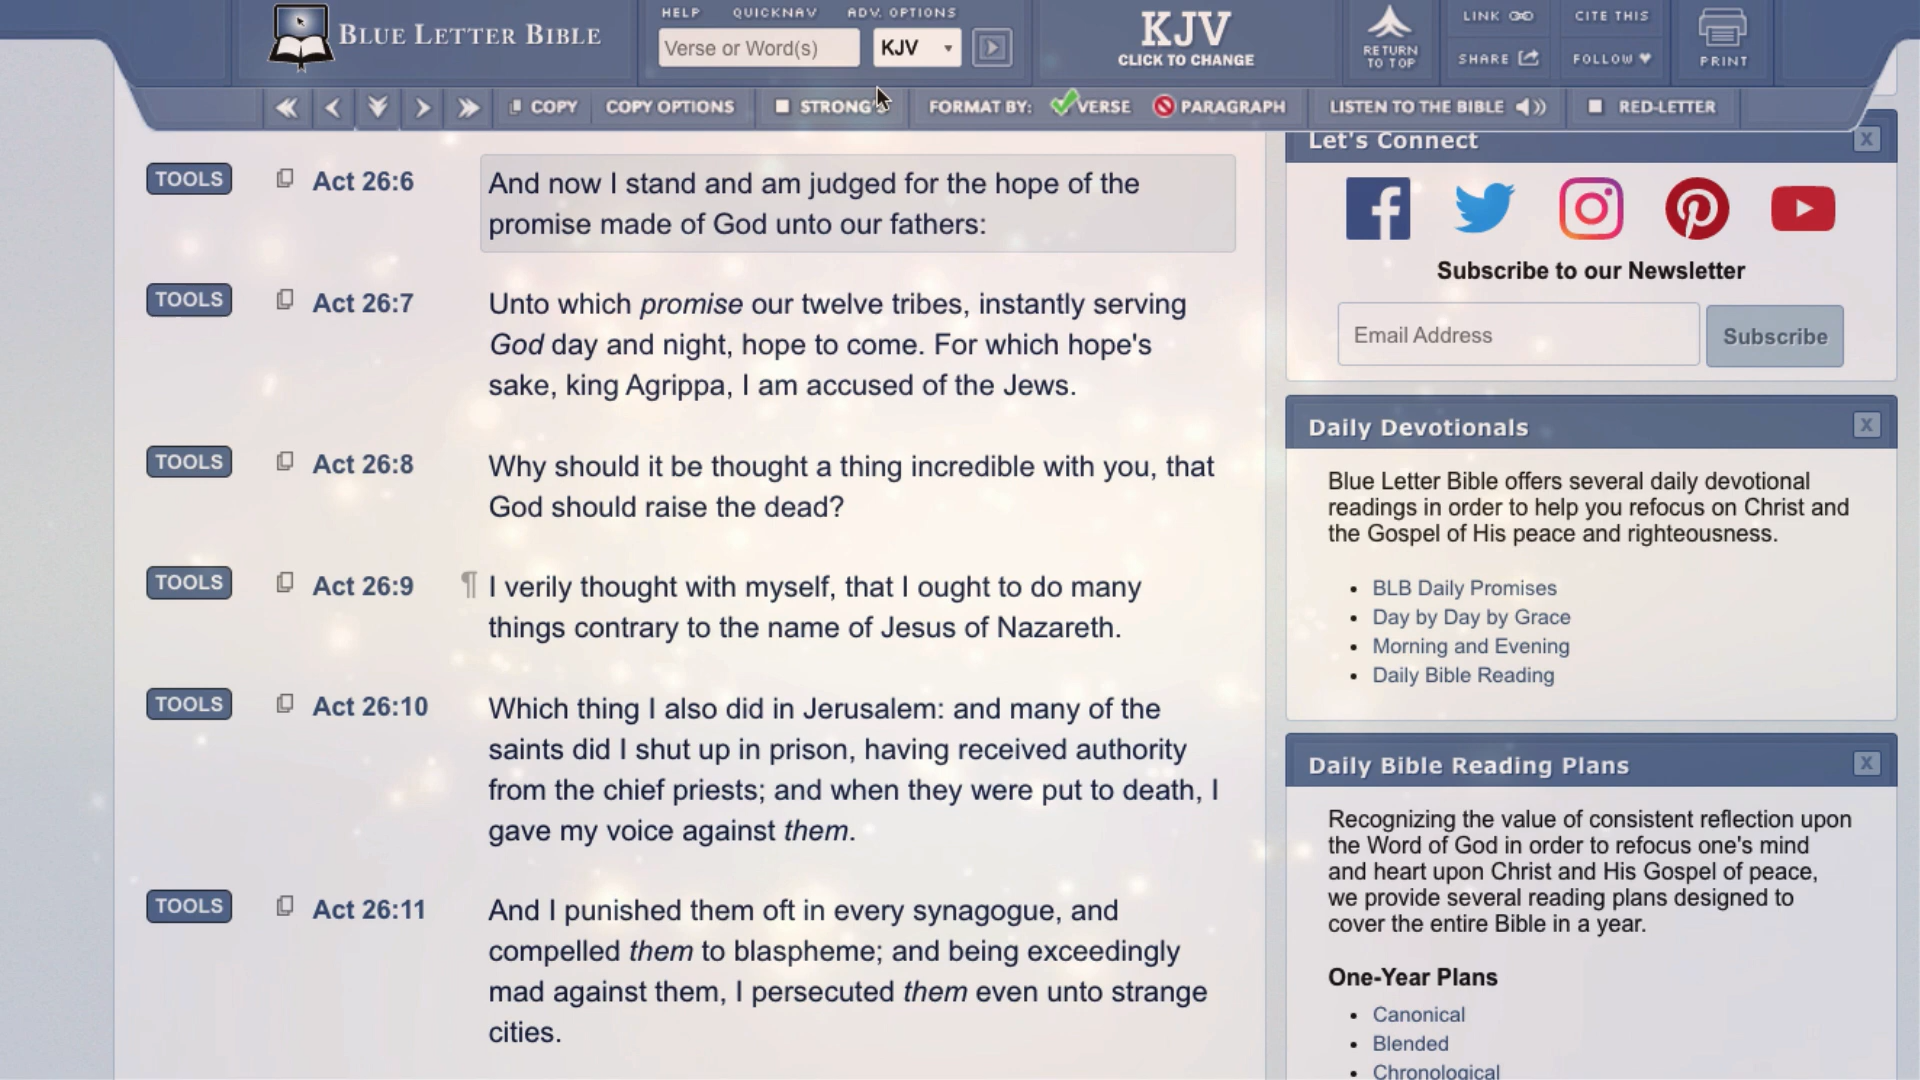 BLUE LETTER BIBLE
HELP QUICKNAV ADV. OPTIONS
Verse or Word(s) KJV
KJV
CLICK TO CHANGE
RETURN
TO TOP
LINK CITE THIS
SHARE FOLLOW
PRINT
COPY COPY OPTIONS STRONG'S FORMAT BY: VERSE PARAGRAPH LISTEN TO THE BIBLE RED-LETTER
TOOLS Act 26:6 And now I stand and am judged for the hope of the
promise made of God unto our fathers:
TOOLS Act 26:7 Unto which promise our twelve tribes, instantly serving
God day and night, hope to come. For which hope's
sake, king Agrippa, I am accused of the Jews.
TOOLS Act 26:8 Why should it be thought a thing incredible with you, that
God should raise the dead?
TOOLS Act 26:9 ¶ I verily thought with myself, that I ought to do many
things contrary to the name of Jesus of Nazareth.
TOOLS Act 26:10 Which thing I also did in Jerusalem: and many of the
saints did I shut up in prison, having received authority
from the chief priests; and when they were put to death, I
gave my voice against them.
TOOLS Act 26:11 And I punished them oft in every synagogue, and
compelled them to blaspheme; and being exceedingly
mad against them, I persecuted them even unto strange
cities.
Let's Connect X
Subscribe to our Newsletter
Email Address Subscribe
Daily Devotionals X
Blue Letter Bible offers several daily devotional
readings in order to help you refocus on Christ and
the Gospel of His peace and righteousness.
• BLB Daily Promises
• Day by Day by Grace
• Morning and Evening
• Daily Bible Reading
Daily Bible Reading Plans X
Recognizing the value of consistent reflection upon
the Word of God in order to refocus one's mind
and heart upon Christ and His Gospel of peace,
we provide several reading plans designed to
cover the entire Bible in a year.
One-Year Plans
• Canonical
• Blended
• Chronological